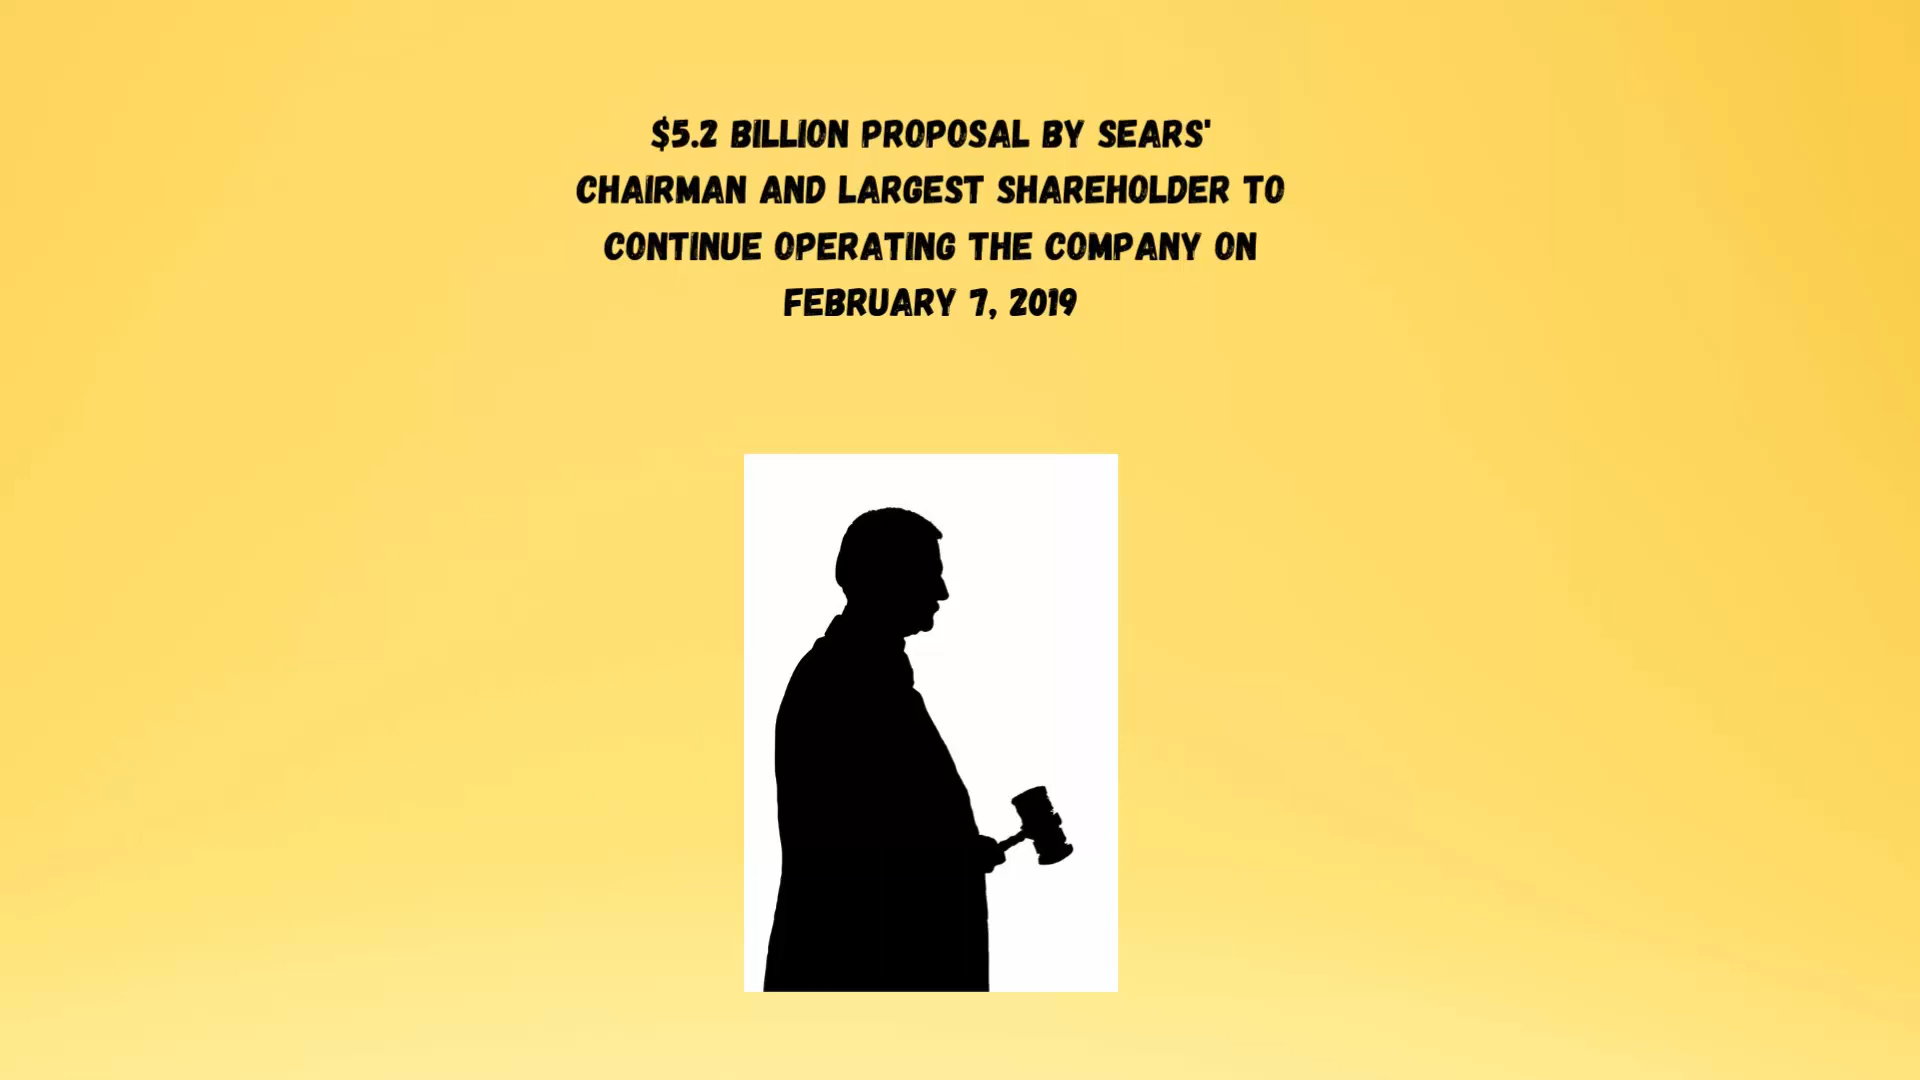 $5.2 BILLION PROPOSAL BY SEARS'
CHAIRMAN AND LARGEST SHAREHOLDER TO
CONTINUE OPERATING THE COMPANY ON
FEBRUARY 7, 2019